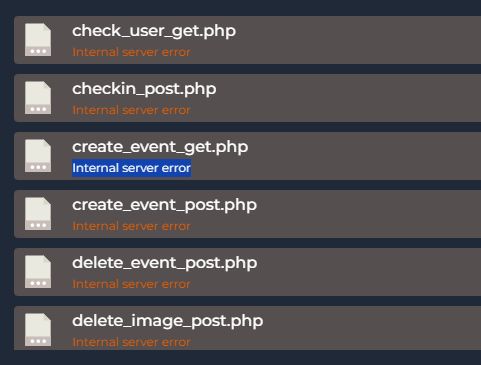 check_user_get.php
Internal server error
checkin_post.php
Internal server error
create_event_get.php
Internal server error
create_event_post.php
Internal server error
delete_event_post.php
Internal server error
delete_image_post.php
Internal server error